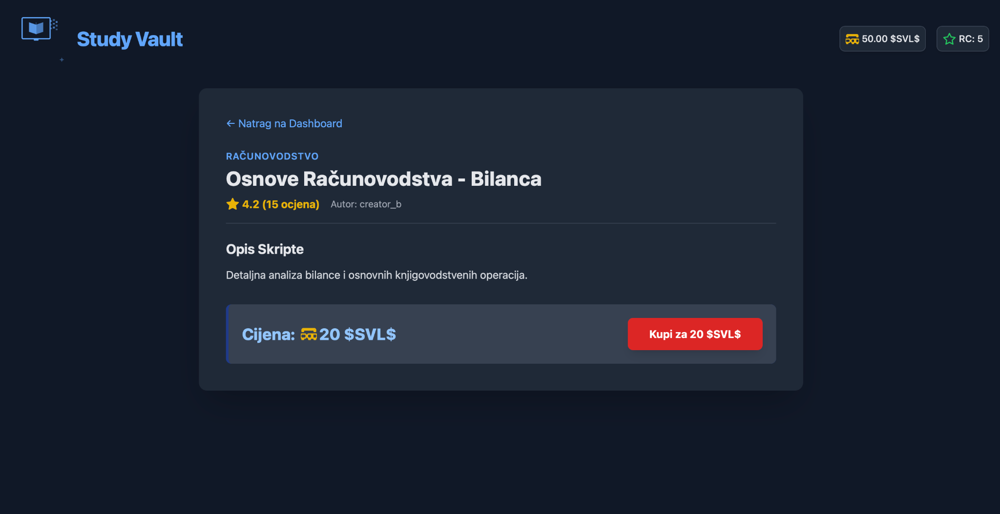 Study Vault
50.00 $SVL$
RC: 5
← Natrag na Dashboard
RAČUNOVODSTVO
Osnove Računovodstva - Bilanca
4.2 (15 ocjena) Autor: creator_b
Opis Skripte
Detaljna analiza bilance i osnovnih knjigovodstvenih operacija.
Cijena: 20 $SVL$
Kupi za 20 $SVL$